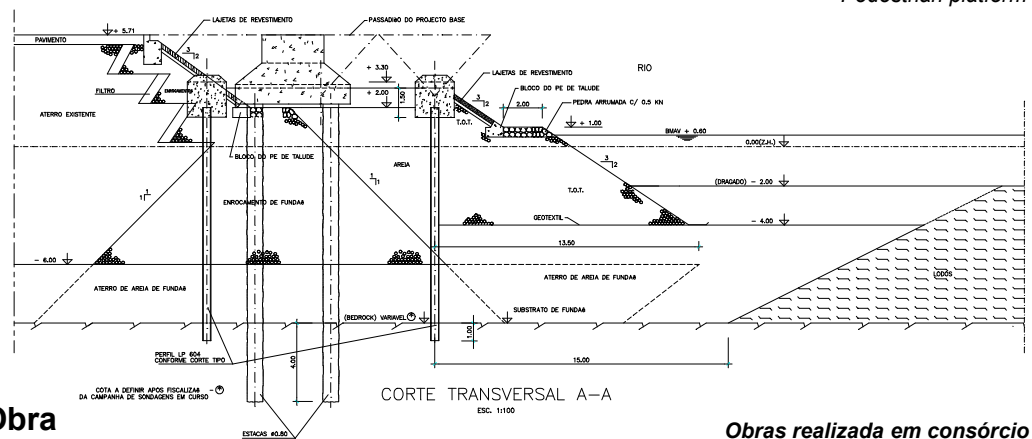 Pedestrian platform
LAJETAS DE REVESTIMENTO
PASSADIÇO DO PROJECTO BASE
+ 5.71
PAVIMENTO
3
2
+ 3.30
+ 2.00
1.50
LAJETAS DE REVESTIMENTO
3
2
RIO
BLOCO DO PE DE TALUDE
2.00
PEDRA ARRUMADA C/ 0.5 KN
+ 1.00
FILTRO
ENROCAMENTO
ATERRO EXISTENTE
T.O.T.
BMAV + 0.60
0.00(Z.H.)
BLOCO DO PE DE TALUDE
AREIA
3
2
1
1
1
1
T.O.T.
(DRAGADO) - 2.00
ENROCAMENTO DE FUNDAÇ
GEOTEXTIL
- 4.00
13.50
- 6.00
ATERRO DE AREIA DE FUNDAÇ
ATERRO DE AREIA DE FUNDAÇ
LODOS
SUBSTRATO DE FUNDAÇ
(BEDROCK) VARIAVEL
1.00
4.00
15.00
PERFIL LP 604
CONFORME CORTE TIPO
COTA A DEFINIR APOS FISCALIZAÇ
DA CAMPANHA DE SONDAGENS EM CURSO
CORTE TRANSVERSAL A-A
ESC. 1:100
ESTACAS ø0.80
Obra
Obras realizada em consórcio